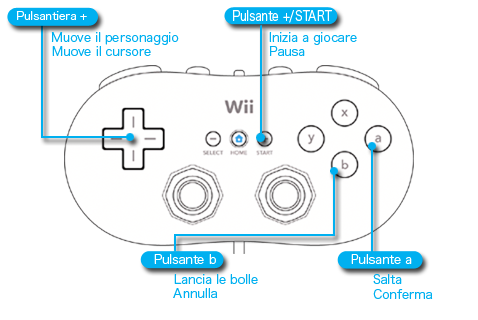 Pulsantiera +
Muove il personaggio
Muove il cursore
Pulsante +/START
Inizia a giocare
Pausa
Wii
SELECT
HOME
START
x
y
a
b
Pulsante b
Lancia le bolle
Annulla
Pulsante a
Salta
Conferma